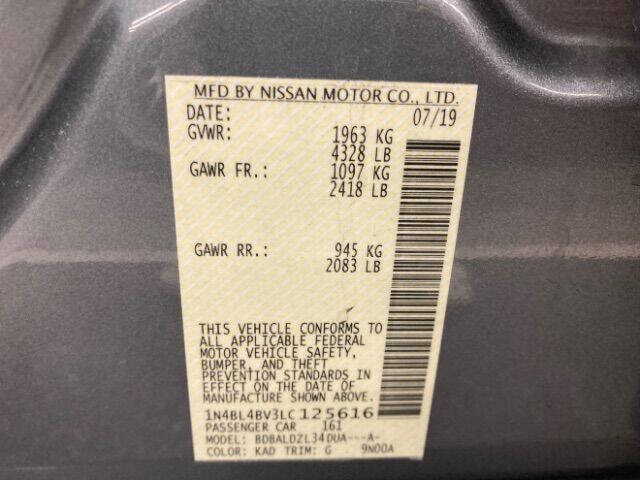 MFD BY NISSAN MOTOR CO., LTD.
DATE: 07/19
GVWR: 1963 KG
4328 LB
GAWR FR.: 1097 KG
2418 LB
GAWR RR.: 945 KG
2083 LB
THIS VEHICLE CONFORMS TO
ALL APPLICABLE FEDERAL
MOTOR VEHICLE SAFETY,
BUMPER, AND THEFT
PREVENTION STANDARDS IN
EFFECT ON THE DATE OF
MANUFACTURE SHOWN ABOVE.
1N4BL4BV3LC125616
PASSENGER CAR 161
MODEL: BDBALDZL34DUA---A-
COLOR: KAD TRIM: G 9N00A